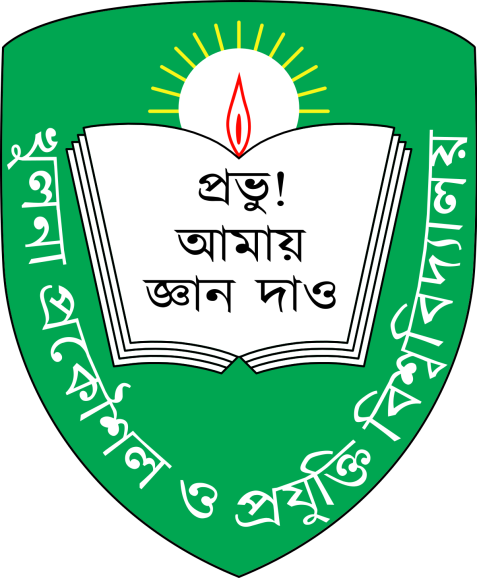 প্রভু!
আমায়
জ্ঞান দাও
খুলনা প্রকৌশল ও প্রযুক্তি বিশ্ববিদ্যালয়